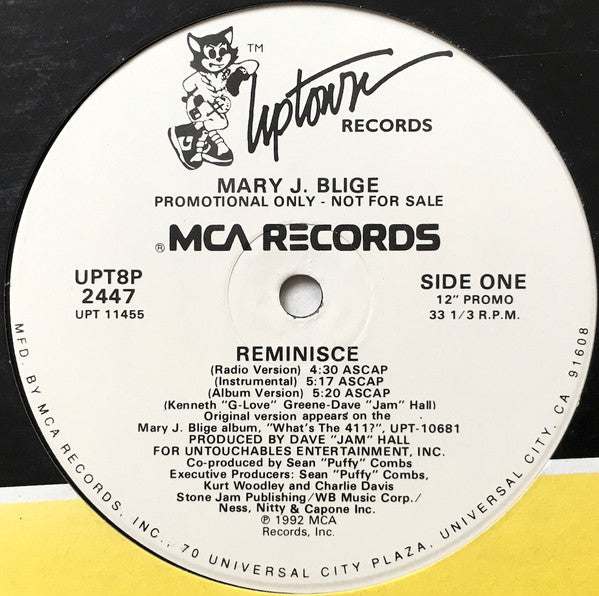 TM
Uptown
RECORDS
MARY J. BLIGE
PROMOTIONAL ONLY - NOT FOR SALE
® MCA RECORDS
UPT8P
2447
UPT 11455
SIDE ONE
12" PROMO
33 1/3 R.P.M.
REMINISCE
(Radio Version) 4:30 ASCAP
(Instrumental) 5:17 ASCAP
(Album Version) 5:20 ASCAP
(Kenneth "G-Love" Greene-Dave "Jam" Hall)
Original version appears on the
Mary J. Blige album, "What's The 411?", UPT-10681
PRODUCED BY DAVE "JAM" HALL
FOR UNTOUCHABLES ENTERTAINMENT, INC.
Co-produced by Sean "Puffy" Combs
Executive Producers: Sean "Puffy" Combs,
Kurt Woodley and Charlie Davis
Stone Jam Publishing/WB Music Corp./
Ness, Nitty & Capone Inc.
℗ 1992 MCA
Records, Inc.
MFD. BY MCA RECORDS, INC., 70 UNIVERSAL CITY PLAZA, UNIVERSAL CITY, CA 91608